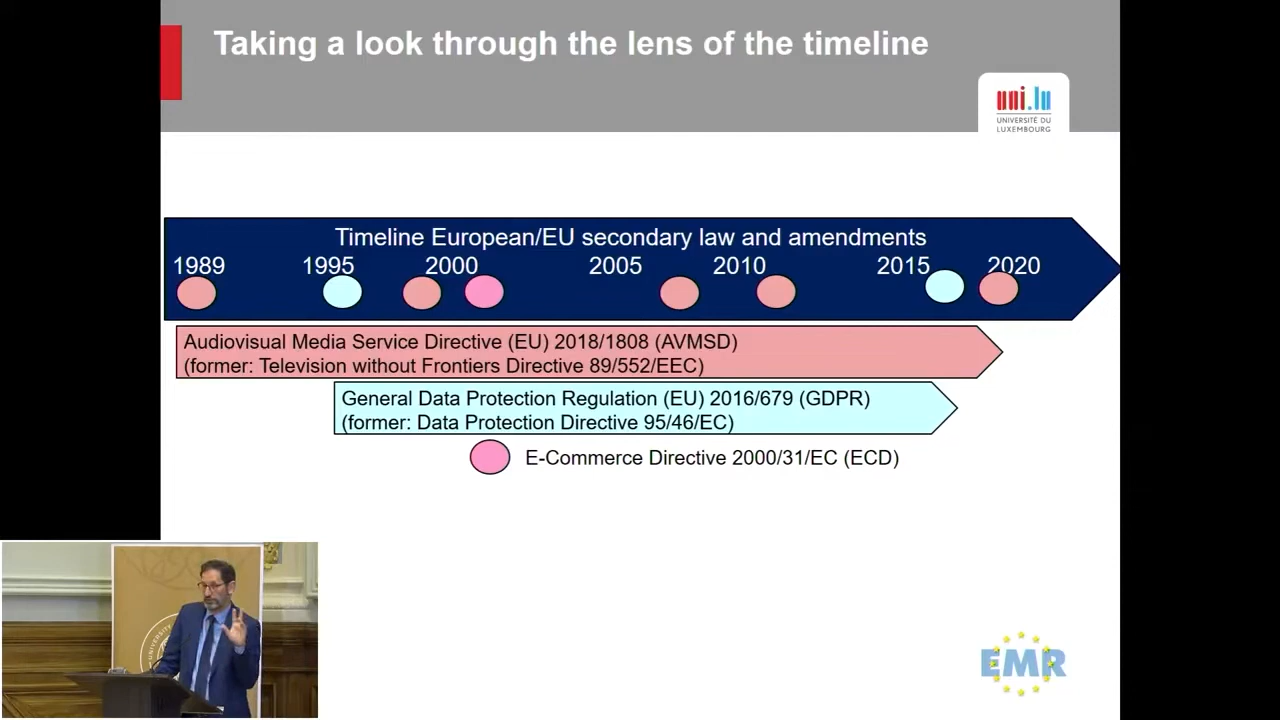 Taking a look through the lens of the timeline
uni.lu
UNIVERSITÉ DU
LUXEMBOURG
Timeline European/EU secondary law and amendments
1989 1995 2000 2005 2010 2015 2020
Audiovisual Media Service Directive (EU) 2018/1808 (AVMSD)
(former: Television without Frontiers Directive 89/552/EEC)
General Data Protection Regulation (EU) 2016/679 (GDPR)
(former: Data Protection Directive 95/46/EC)
E-Commerce Directive 2000/31/EC (ECD)
UNIVERSITY
EMR